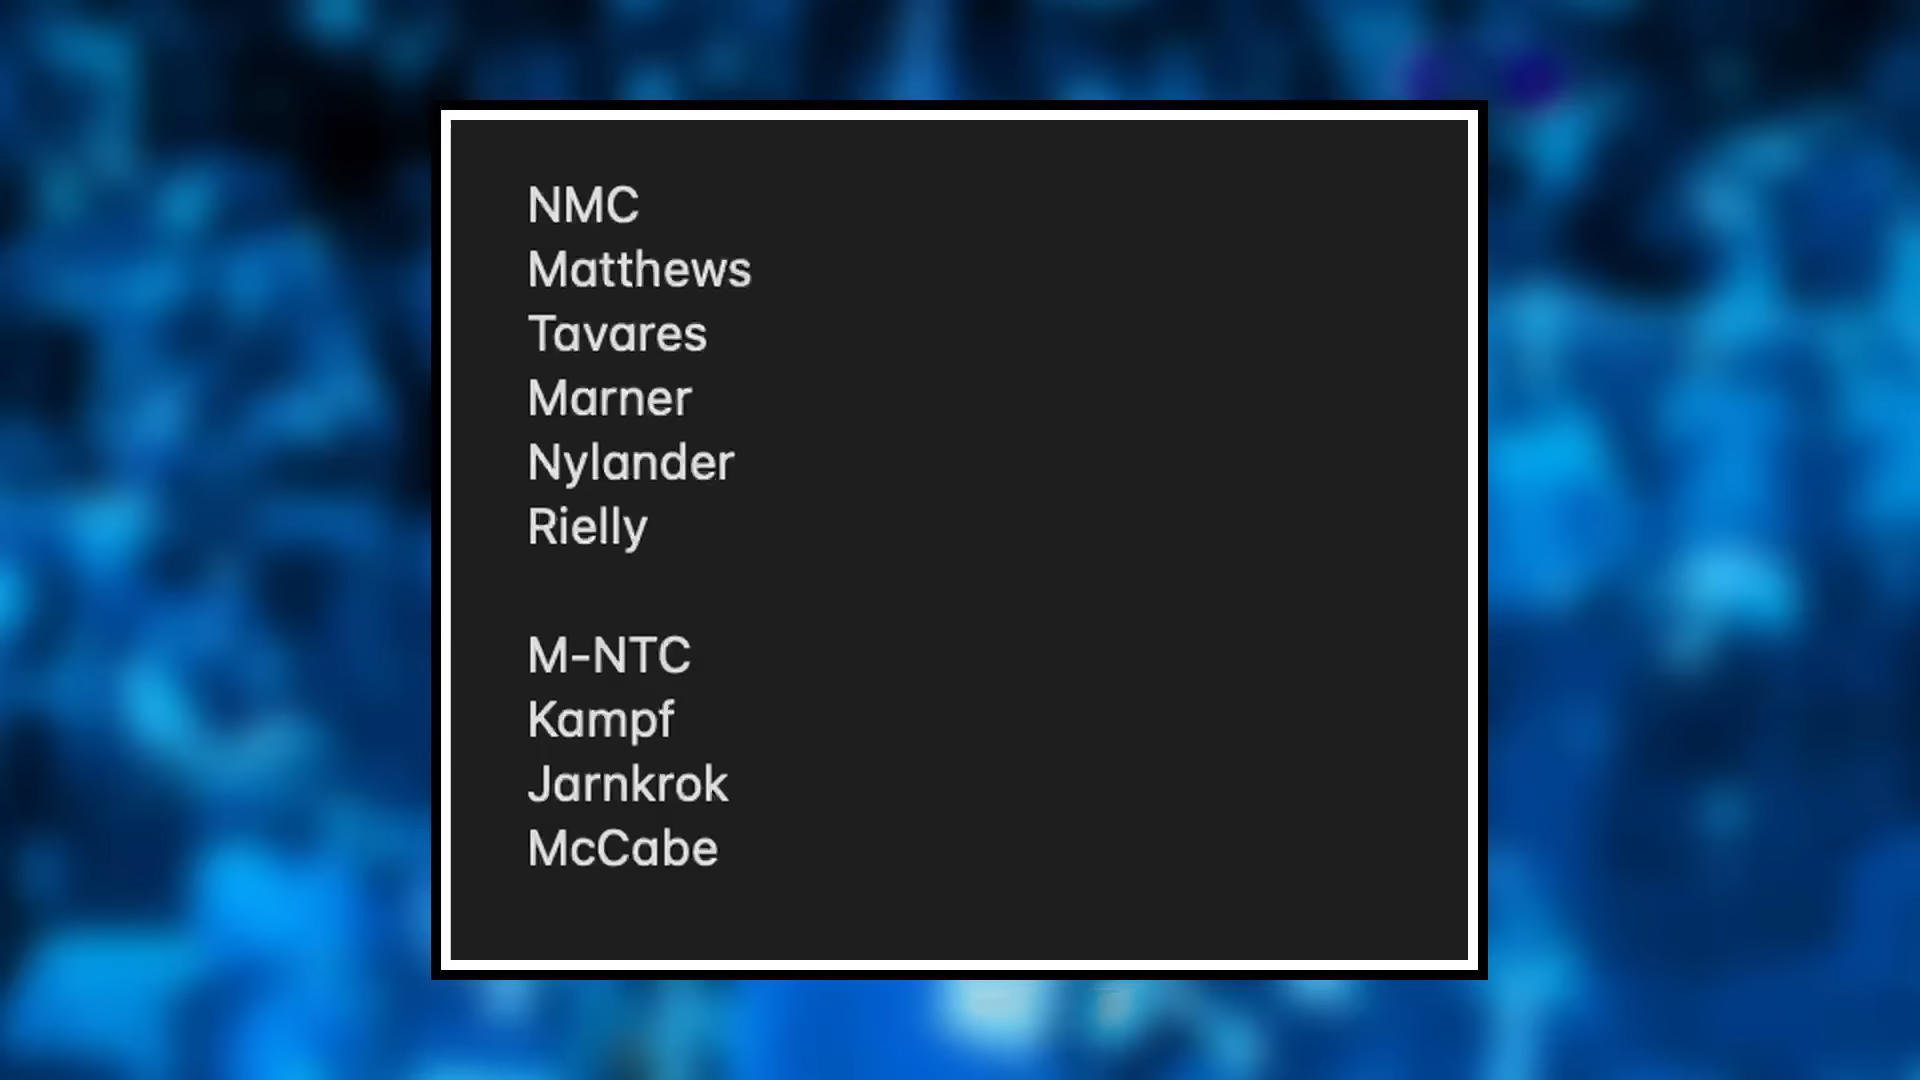 NMC
Matthews
Tavares
Marner
Nylander
Rielly
M-NTC
Kampf
Jarnkrok
McCabe